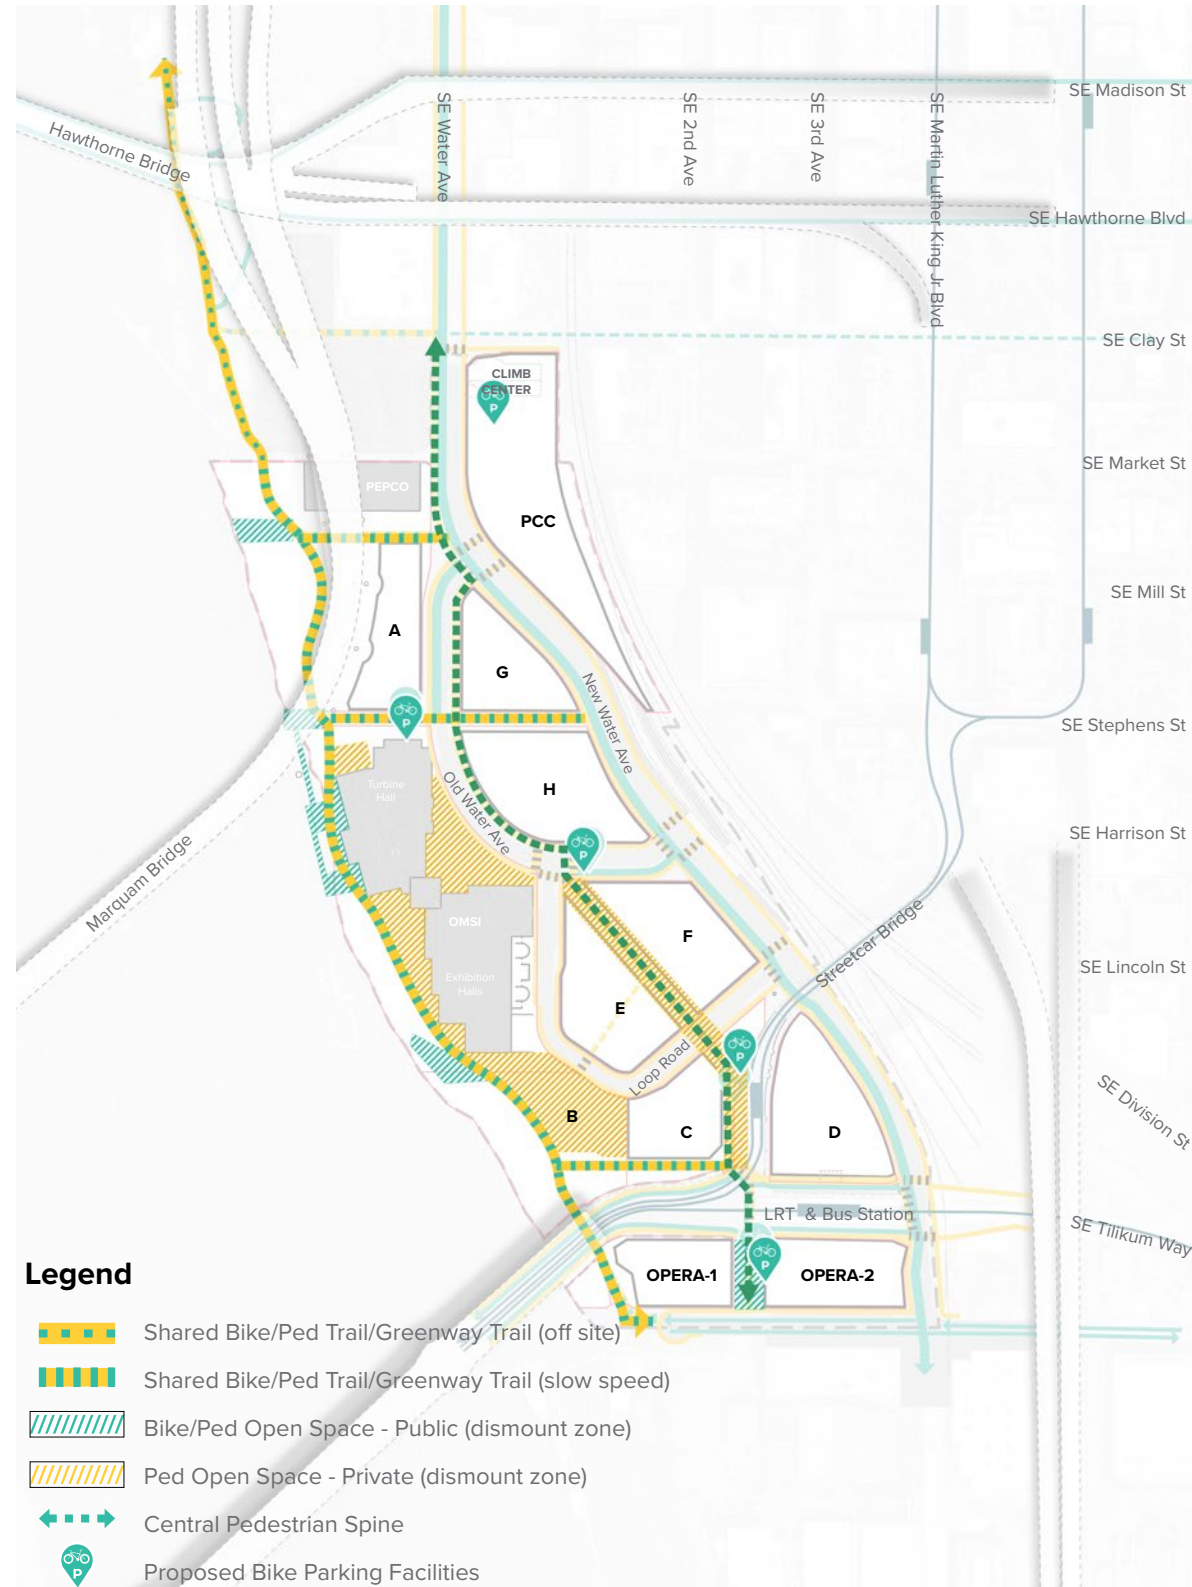 SE Madison St
SE Water Ave
SE 2nd Ave
SE 3rd Ave
SE Martin Luther King Jr Blvd
Hawthorne Bridge
SE Hawthorne Blvd
SE Clay St
CLIMB
CENTER
P
SE Market St
PEPCO
PCC
SE Mill St
A
G
New Water Ave
P
SE Stephens St
Turbine
Hall
Old Water Ave
H
SE Harrison St
P
Marquam Bridge
OMSI
F
Streetcar Bridge
SE Lincoln St
Exhibition
Halls
E
P
Loop Road
B
C
D
SE Division St
LRT & Bus Station
SE Tilikum Way
P
OPERA-1
OPERA-2
Legend
Shared Bike/Ped Trail/Greenway Trail (off site)
Shared Bike/Ped Trail/Greenway Trail (slow speed)
Bike/Ped Open Space - Public (dismount zone)
Ped Open Space - Private (dismount zone)
Central Pedestrian Spine
P
Proposed Bike Parking Facilities